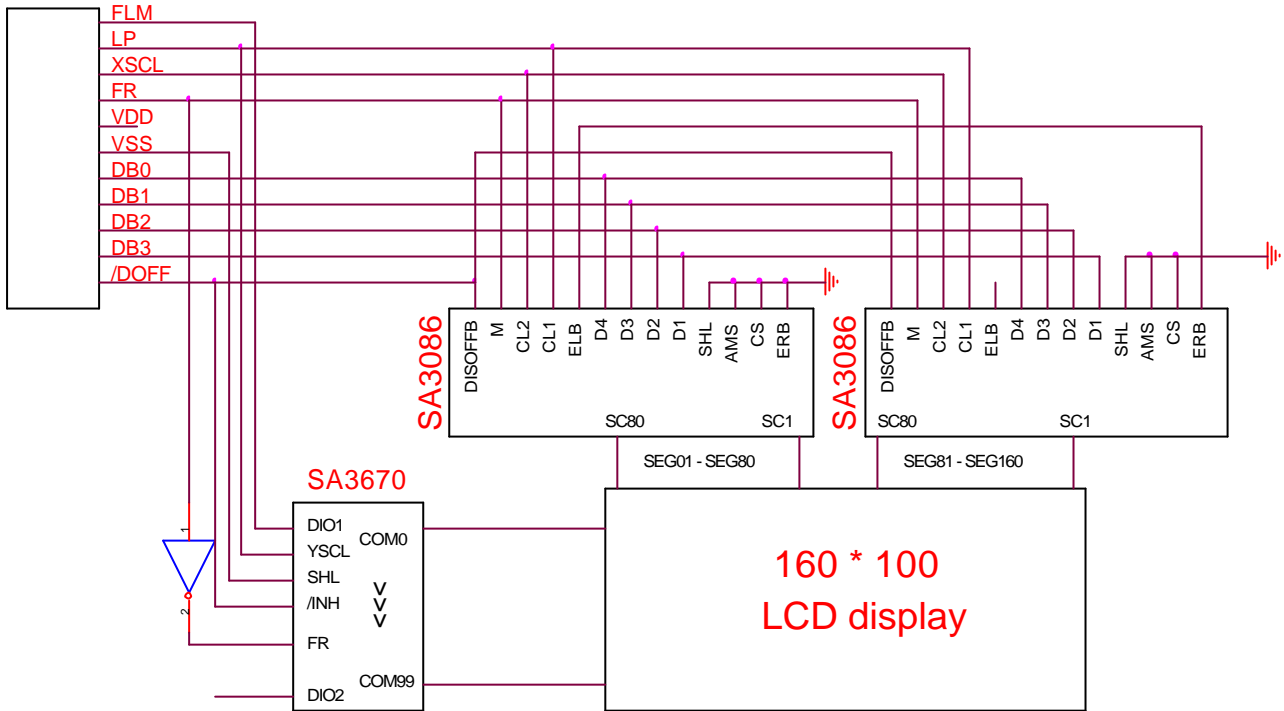 FLM
LP
XSCL
FR
VDD
VSS
DB0
DB1
DB2
DB3
/DOFF
SA3086
DISOFFB
M
CL2
CL1
ELB
D4
D3
D2
D1
SHL
AMS
CS
ERB
SC80
SC1
SA3086
DISOFFB
M
CL2
CL1
ELB
D4
D3
D2
D1
SHL
AMS
CS
ERB
SC80
SC1
SEG01 - SEG80
SEG81 - SEG160
SA3670
1
2
DIO1
YSCL
SHL
/INH
FR
DIO2
COM0
>>>
COM99
160 * 100
LCD display